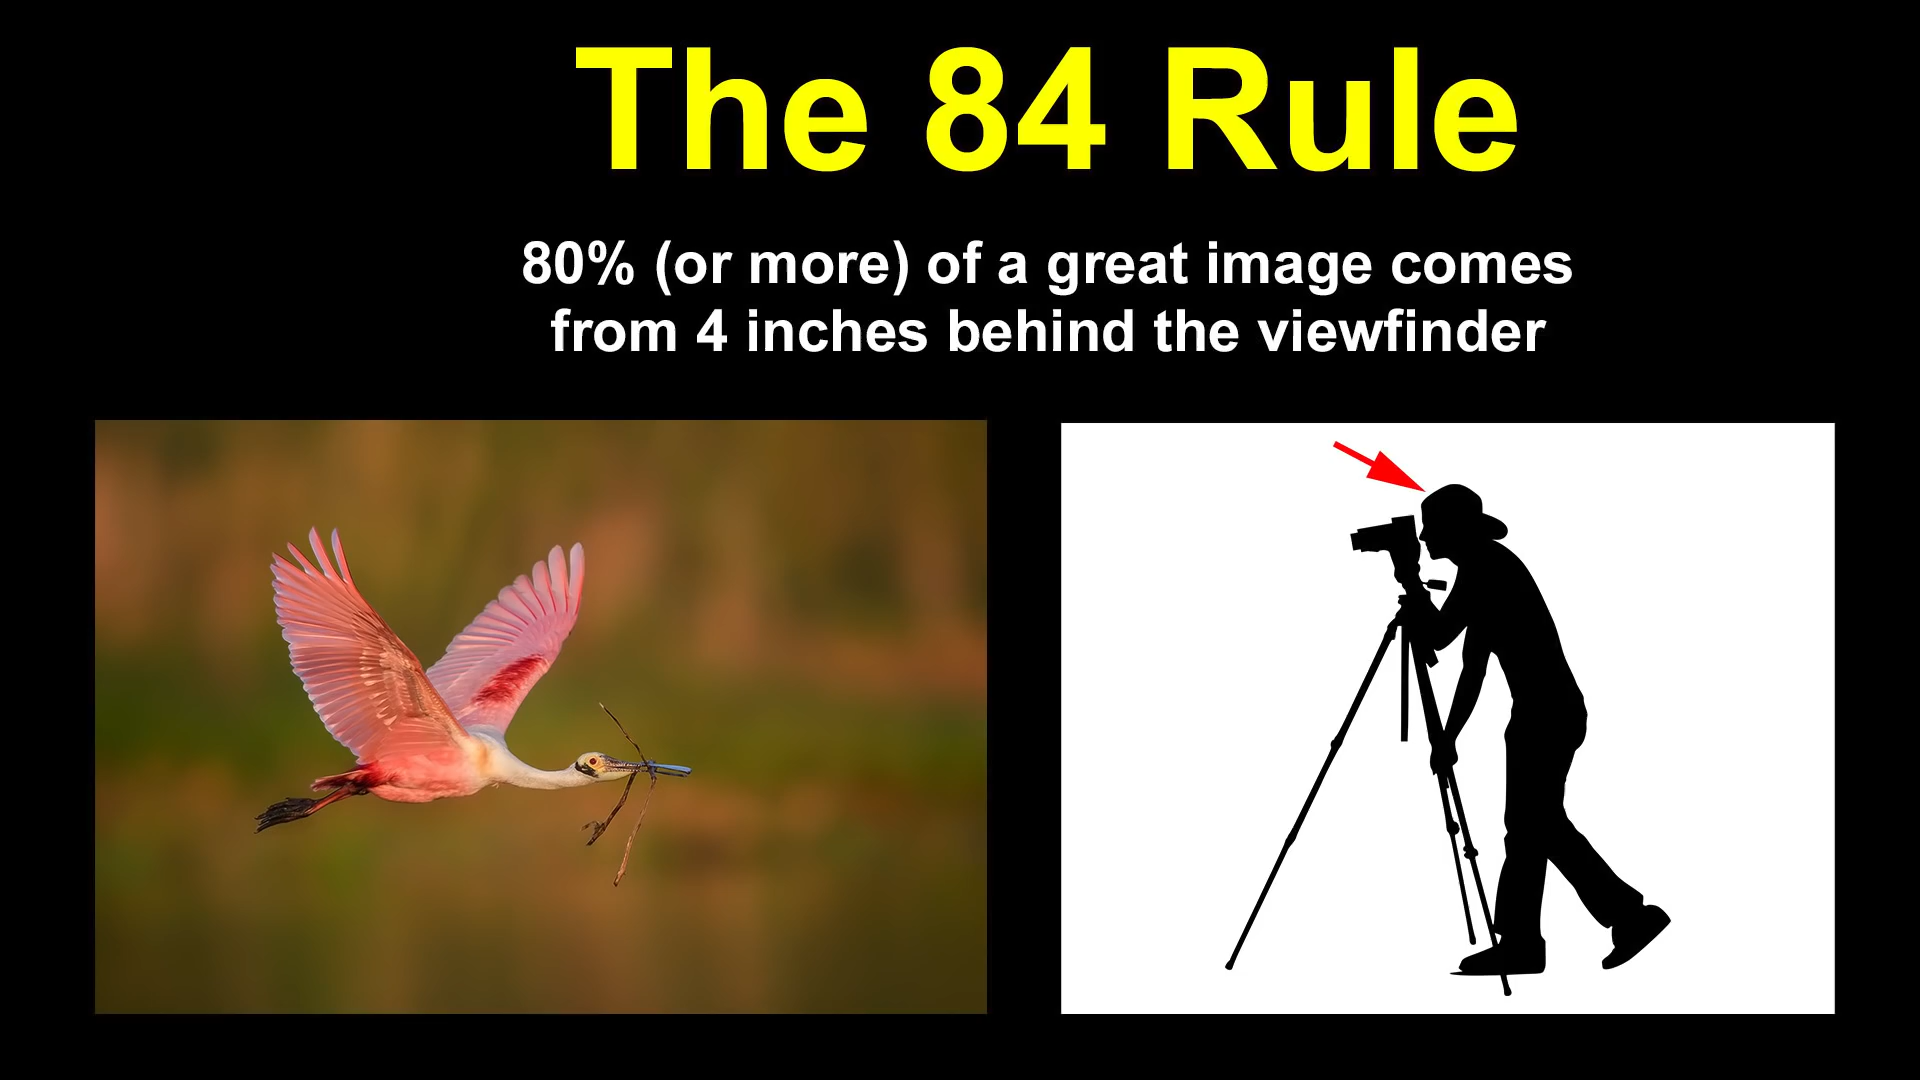 The 84 Rule
80% (or more) of a great image comes
from 4 inches behind the viewfinder